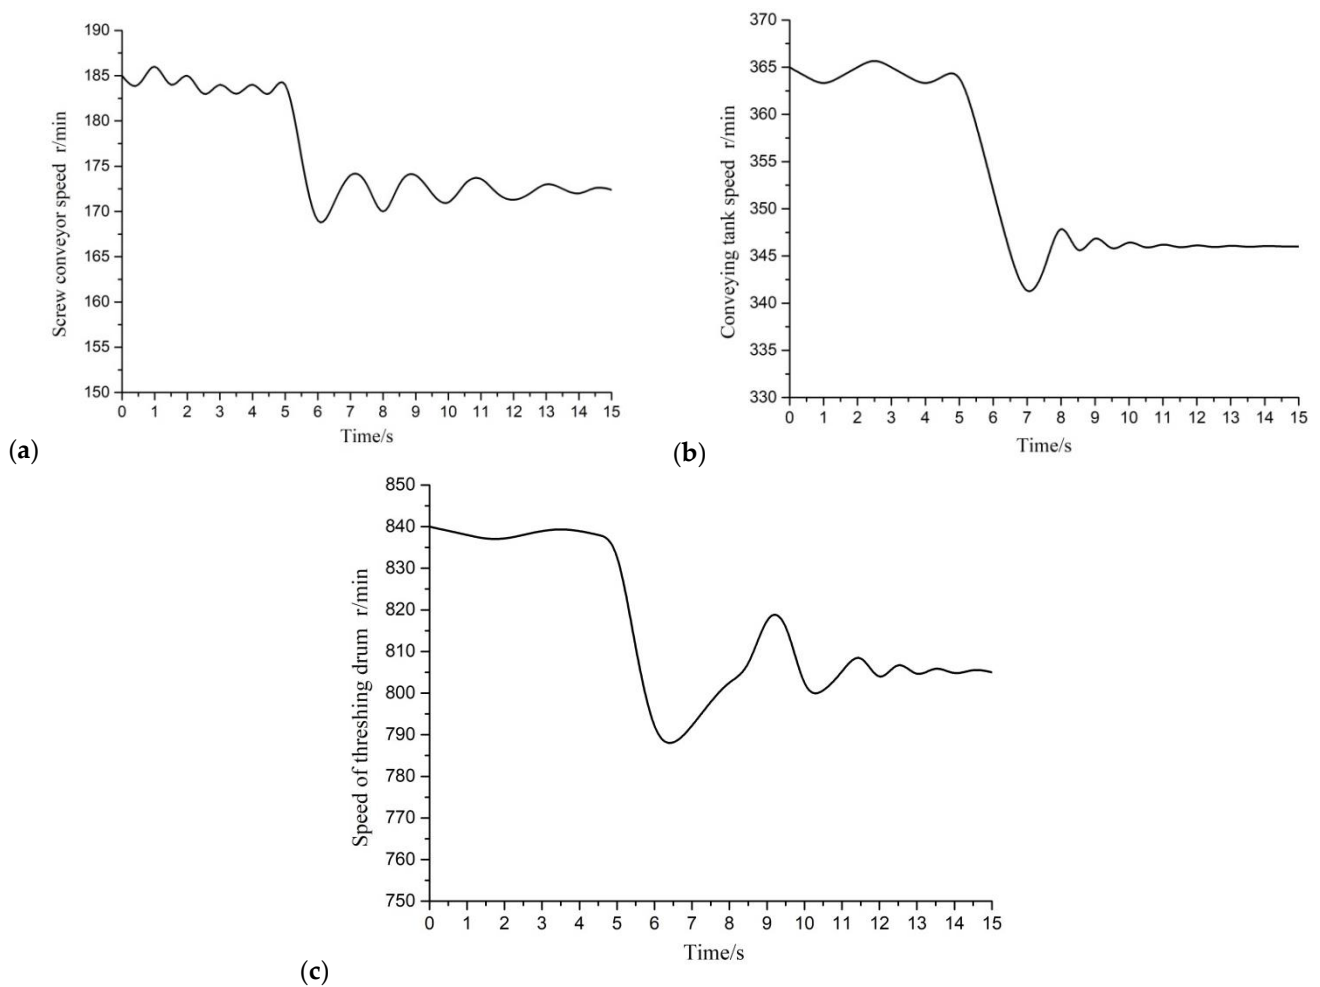 190
185
180
175
170
165
160
155
150
Screw conveyor speed r/min
0 1 2 3 4 5 6 7 8 9 10 11 12 13 14 15
Time/s
(a)
370
365
360
355
350
345
340
335
330
Conveying tank speed r/min
0 1 2 3 4 5 6 7 8 9 10 11 12 13 14 15
Time/s
(b)
850
840
830
820
810
800
790
780
770
760
750
Speed of threshing drum r/min
0 1 2 3 4 5 6 7 8 9 10 11 12 13 14 15
Time/s
(c)